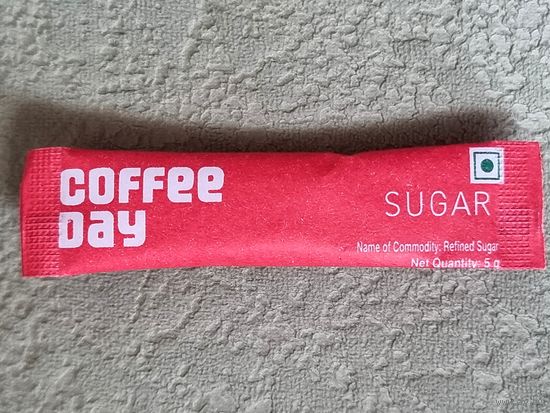 COFFee
Day
SUGAR
Name of Commodity: Refined Sugar
Net Quantity: 5 g